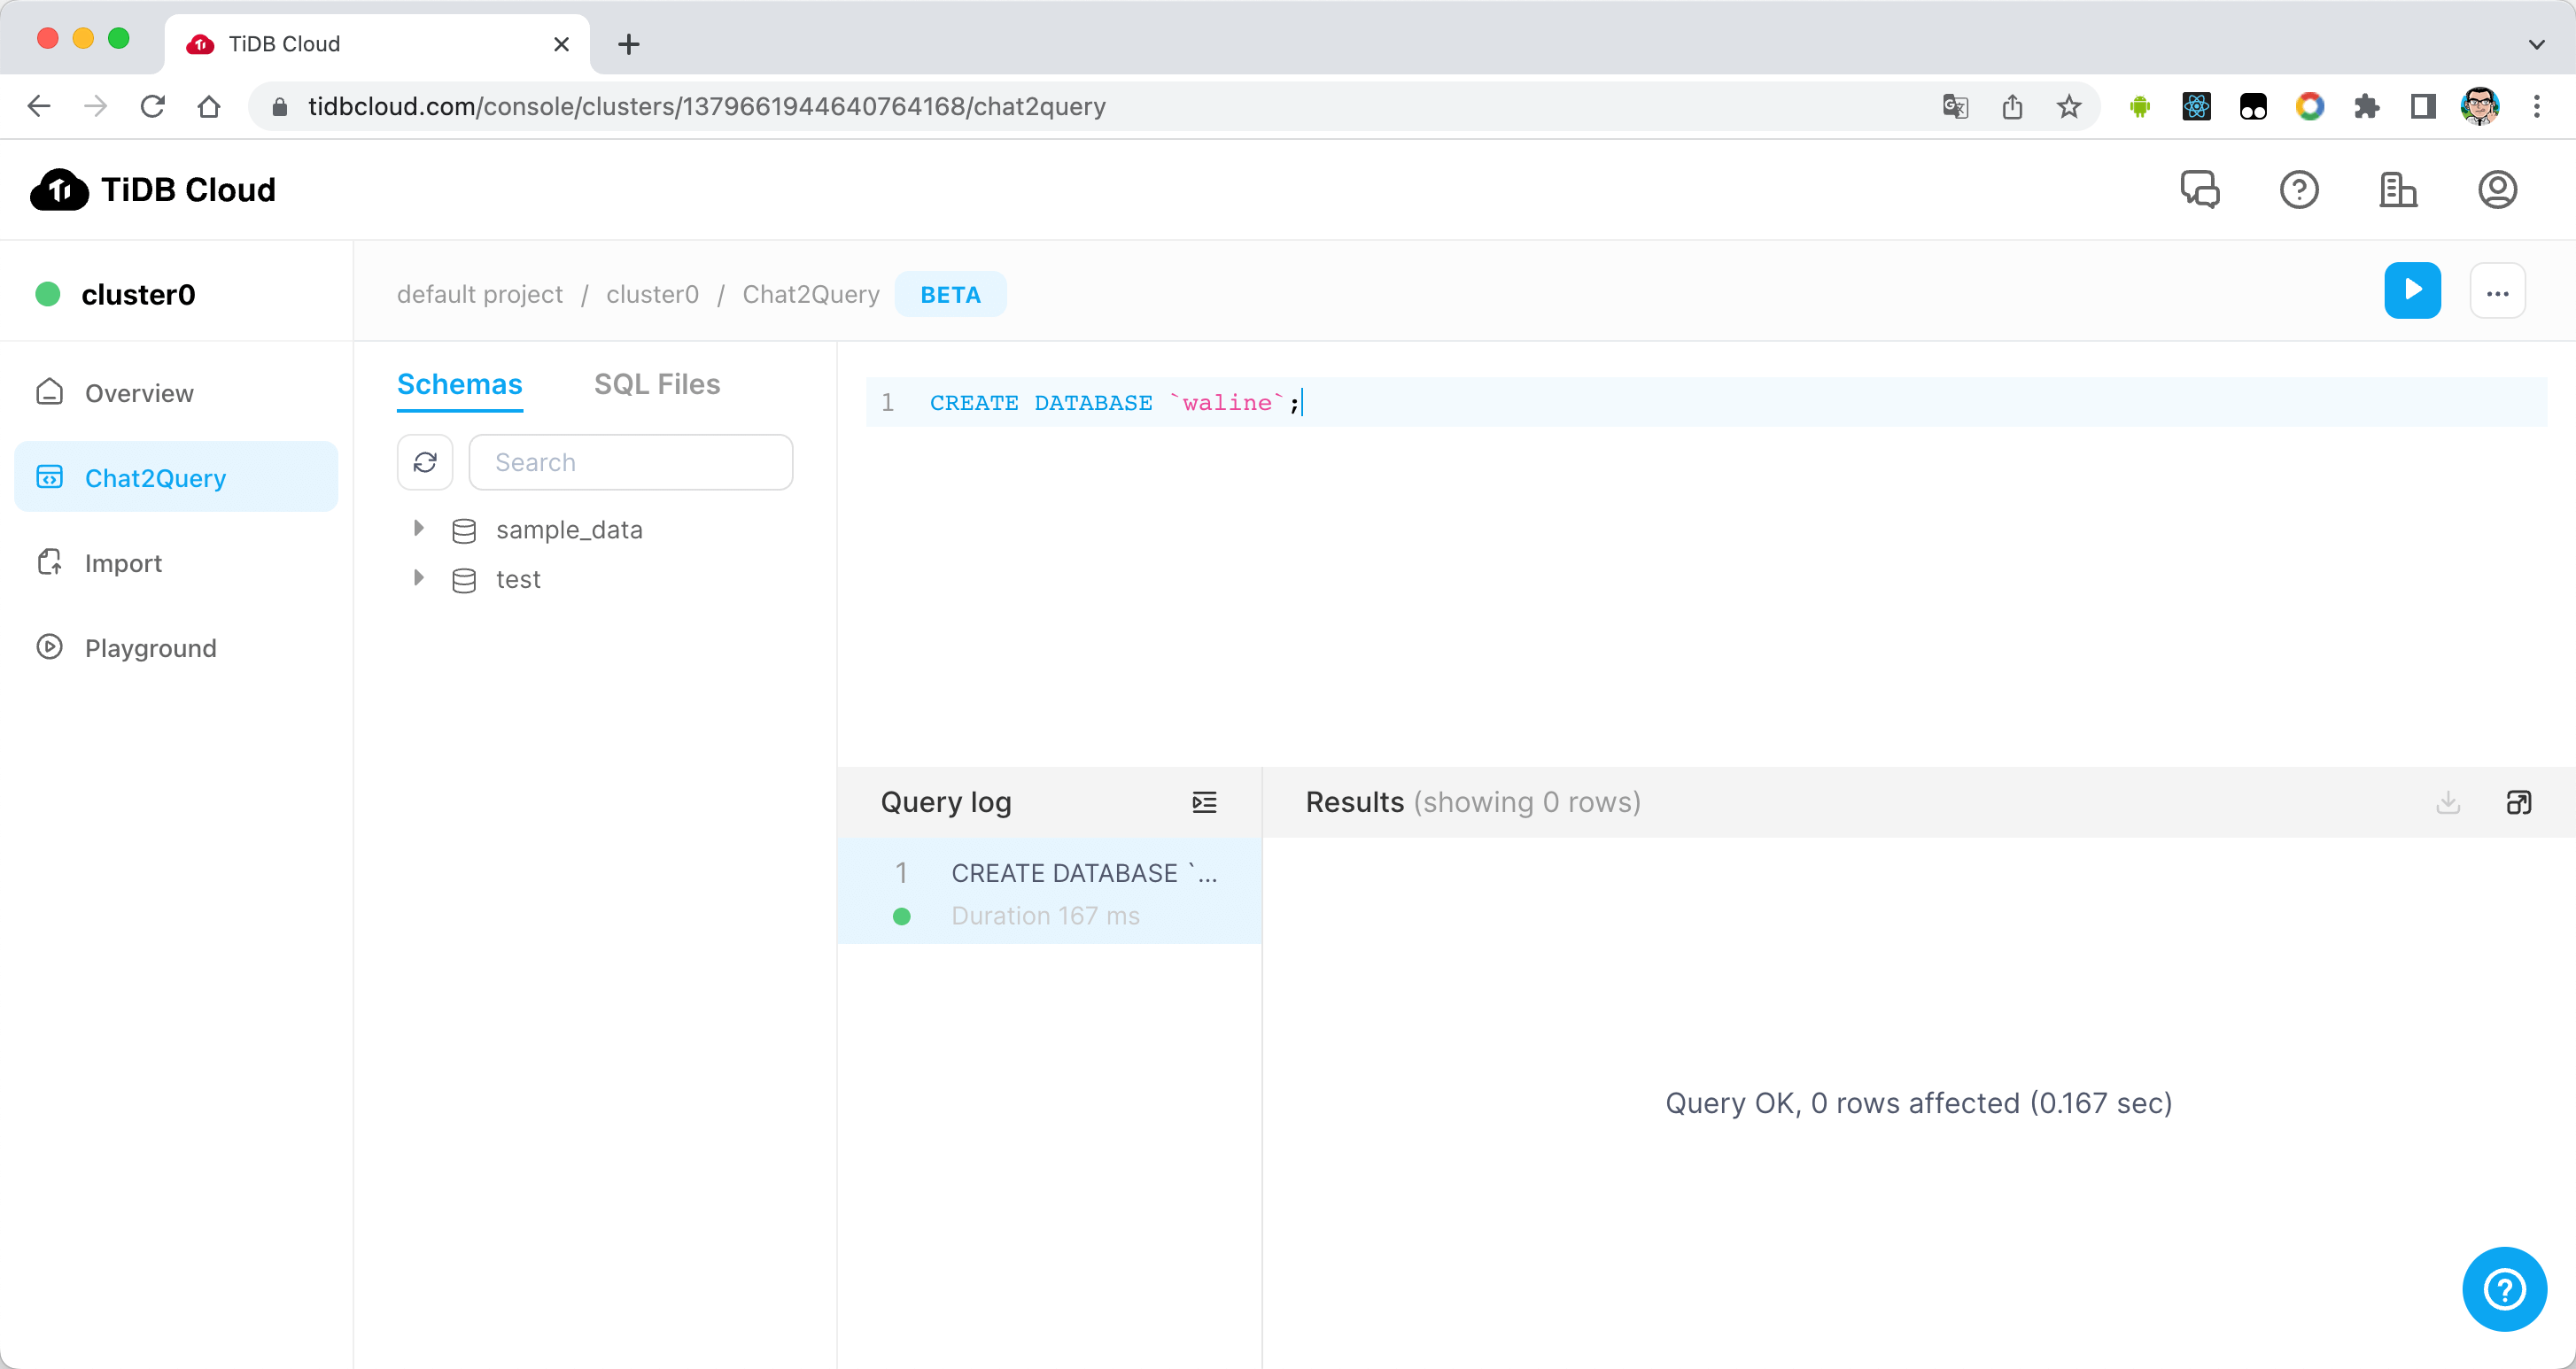 TiDB Cloud
tidbcloud.com/console/clusters/1379661944640764168/chat2query
TiDB Cloud
cluster0
default project / cluster0 / Chat2Query BETA
Overview
Chat2Query
Import
Playground
Schemas SQL Files
Search
sample_data
test
1 CREATE DATABASE `waline`;
Query log
1 CREATE DATABASE `...
Duration 167 ms
Results (showing 0 rows)
Query OK, 0 rows affected (0.167 sec)